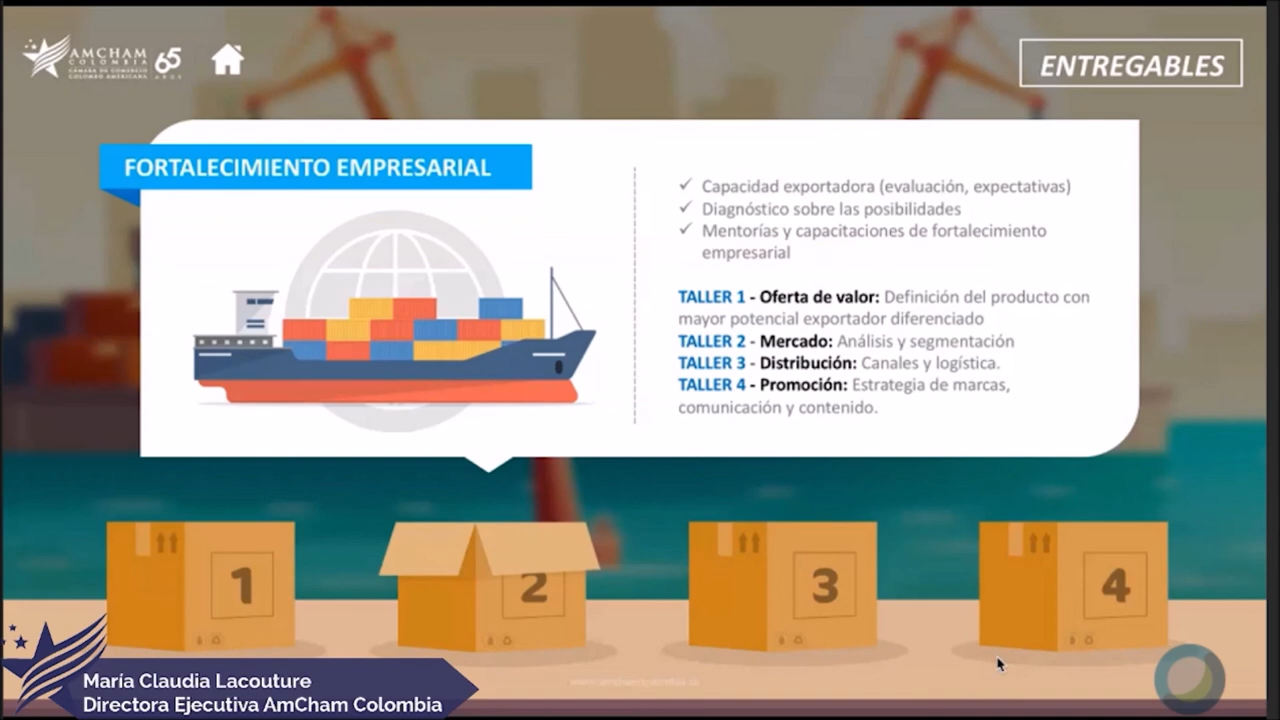 AMCHAM
COLOMBIA
CÁMARA DE COMERCIO
COLOMBO AMERICANA
65
AÑOS
ENTREGABLES
FORTALECIMIENTO EMPRESARIAL
✓ Capacidad exportadora (evaluación, expectativas)
✓ Diagnóstico sobre las posibilidades
✓ Mentorías y capacitaciones de fortalecimiento
empresarial
TALLER 1 - Oferta de valor: Definición del producto con
mayor potencial exportador diferenciado
TALLER 2 - Mercado: Análisis y segmentación
TALLER 3 - Distribución: Canales y logística.
TALLER 4 - Promoción: Estrategia de marcas,
comunicación y contenido.
1
2
3
4
María Claudia Lacouture
Directora Ejecutiva AmCham Colombia